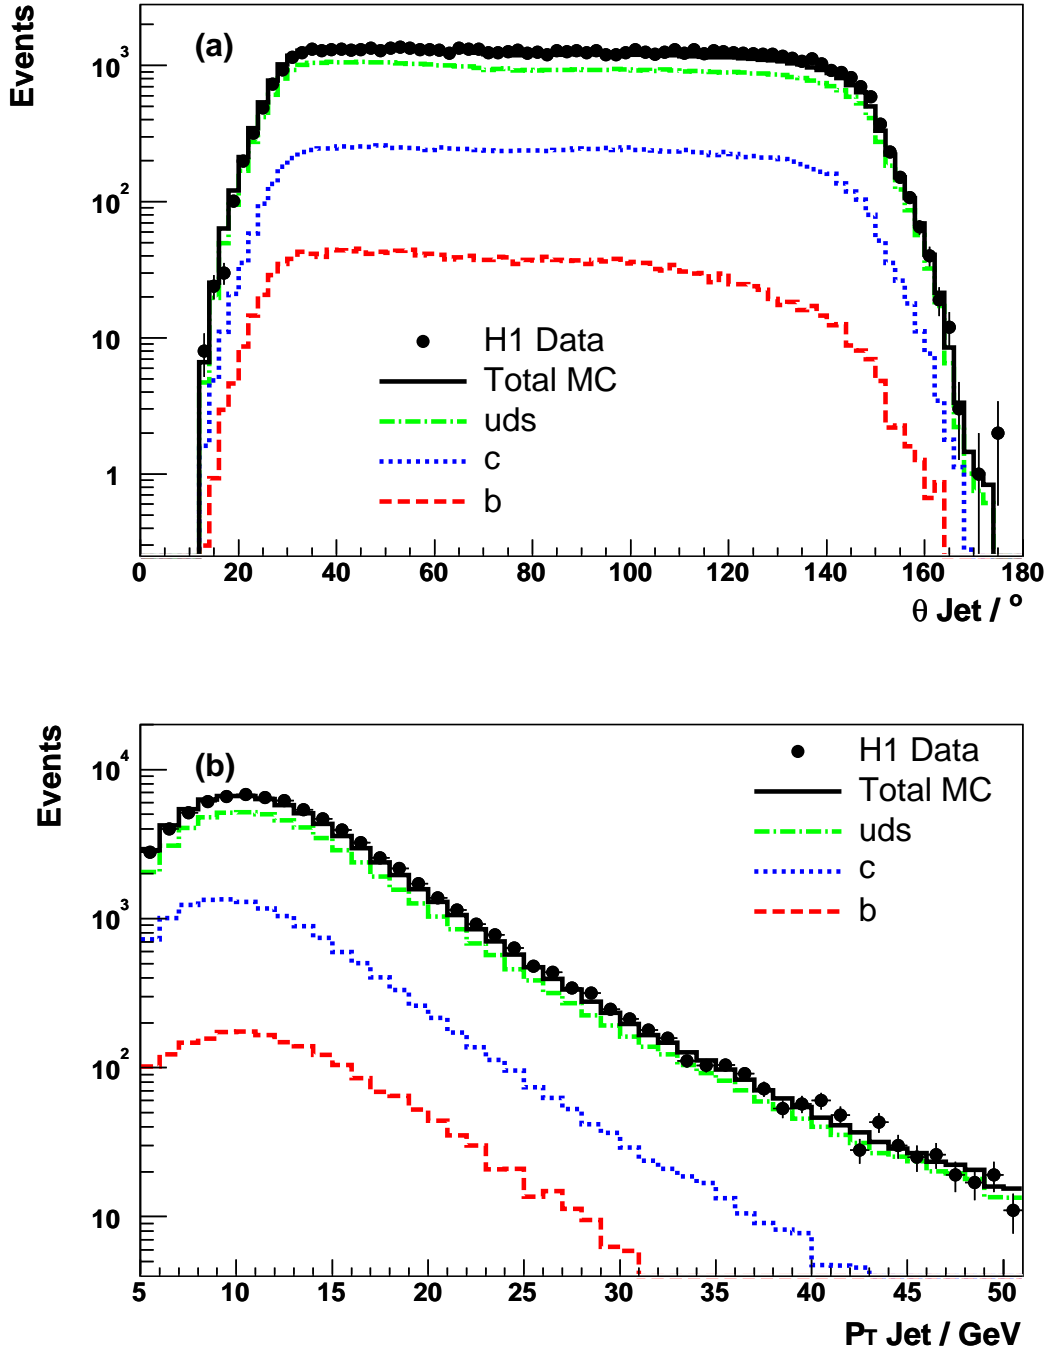 Events
(a)
10³
10²
10
1
H1 Data
Total MC
uds
c
b
0 20 40 60 80 100 120 140 160 180
θ Jet / °
Events
(b)
10⁴
10³
10²
10
H1 Data
Total MC
uds
c
b
5 10 15 20 25 30 35 40 45 50
PT Jet / GeV